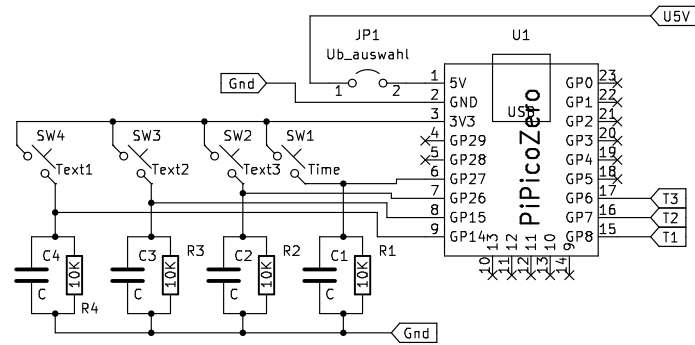 U5V
JP1
U1
Ub_auswahl
1 2
Gnd
1 5V
2 GND
3 3V3
4 GP29
5 GP28
6 GP27
7 GP26
8 GP15
9 GP14
USB
PiPicoZero
GP0 23
GP1 22
GP2 21
GP3 20
GP4 19
GP5 18
GP6 17
GP7 16
GP8 15
T3
T2
T1
13 12 11 10 9
10 11 12 13 14
SW4 SW3 SW2 SW1
Text1 Text2 Text3 Time
C4 R3 C3 R2 C2 R1 C1
10K 10K 10K 10K
C C C C
R4
Gnd